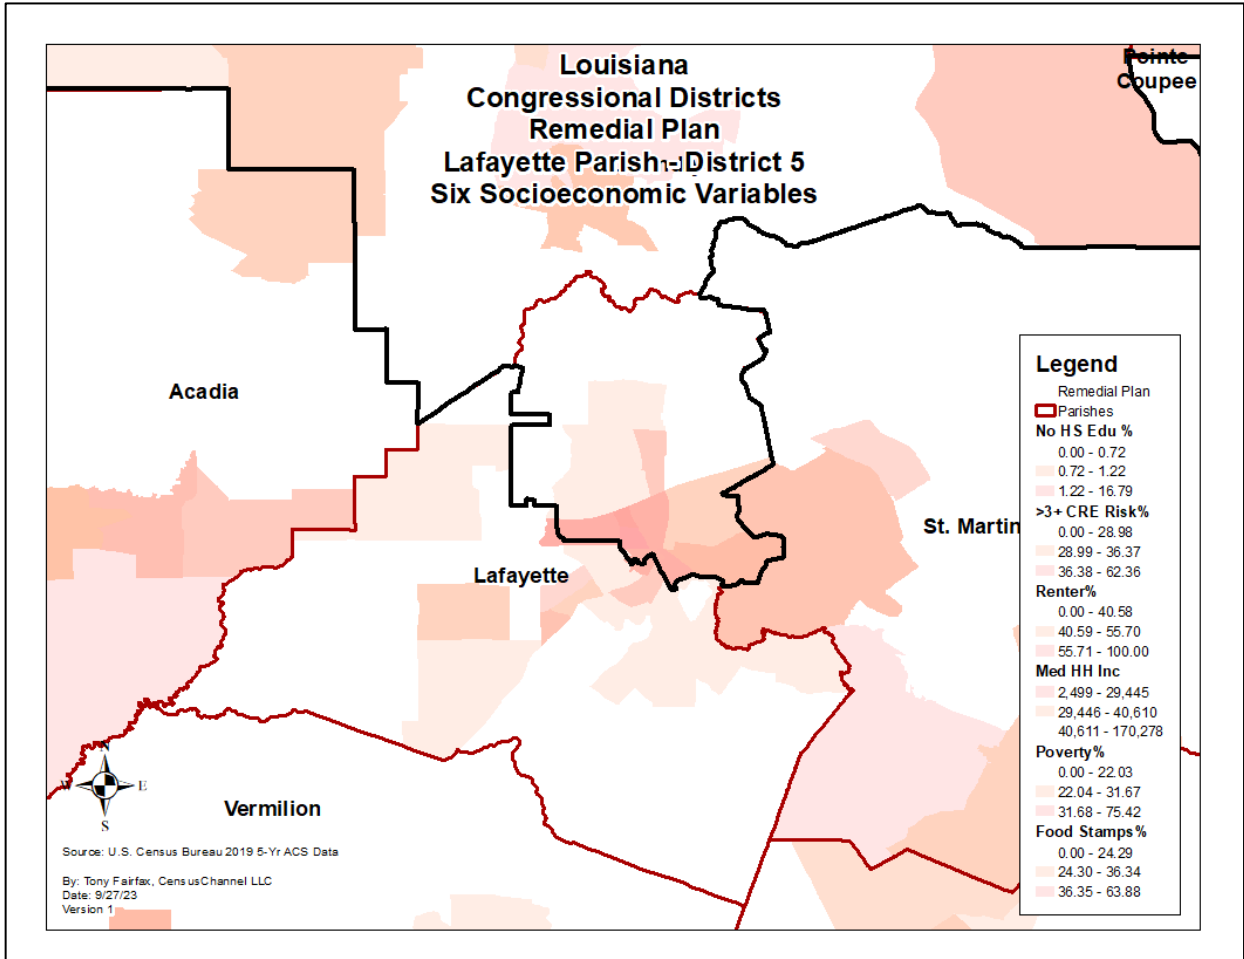 Louisiana
Congressional Districts
Remedial Plan
Lafayette Parish - District 5
Six Socioeconomic Variables
Pointe
Coupee
Acadia
Lafayette
St. Martin
Vermilion
N
W
E
S
Source: U.S. Census Bureau 2019 5-Yr ACS Data
By: Tony Fairfax, CensusChannel LLC
Date: 9/27/23
Version 1
Legend
Remedial Plan
Parishes
No HS Edu %
0.00 - 0.72
0.72 - 1.22
1.22 - 16.79
>3+ CRE Risk%
0.00 - 28.98
28.99 - 36.37
36.38 - 62.36
Renter%
0.00 - 40.58
40.59 - 55.70
55.71 - 100.00
Med HH Inc
2,499 - 29,445
29,446 - 40,610
40,611 - 170,278
Poverty%
0.00 - 22.03
22.04 - 31.67
31.68 - 75.42
Food Stamps%
0.00 - 24.29
24.30 - 36.34
36.35 - 63.88